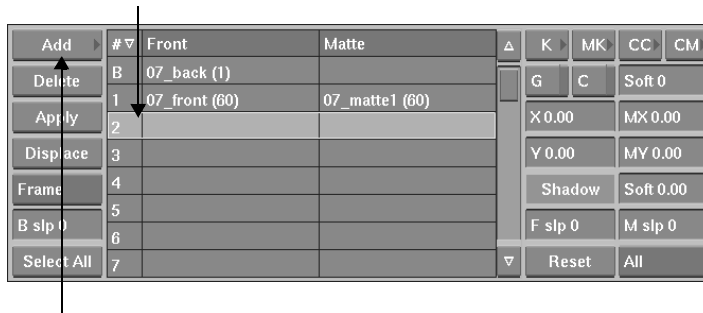 Add # Front Matte K MK CC CM
Delete B 07_back (1) G C Soft 0
1 07_front (60) 07_matte1 (60)
Apply 2 X 0.00 MX 0.00
Displace 3 Y 0.00 MY 0.00
Frame 4 Shadow Soft 0.00
B slp 0 5 F slp 0 M slp 0
6
Select All 7 Reset All